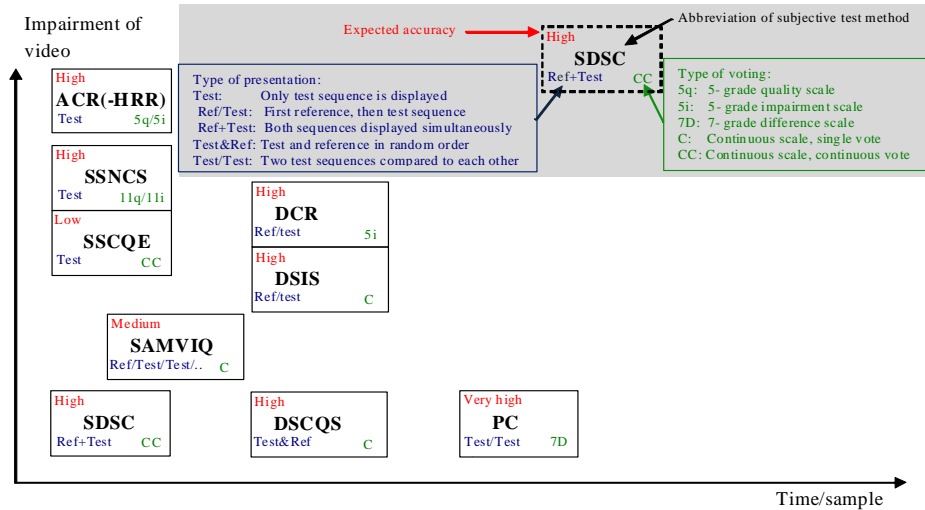 Impairment of
video
Expected accuracy
Abbreviation of subjective test method
High
SDSC
Ref+Test CC
Type of presentation:
Test: Only test sequence is displayed
Ref/Test: First reference, then test sequence
Ref+Test: Both sequences displayed simultaneously
Test&Ref: Test and reference in random order
Test/Test: Two test sequences compared to each other
Type of voting:
5q: 5- grade quality scale
5i: 5- grade impairment scale
7D: 7- grade difference scale
C: Continuous scale, single vote
CC: Continuous scale, continuous vote
High
ACR(-HRR)
Test 5q/5i
High
SSNCS
Test 11q/11i
Low
SSCQE
Test CC
High
DCR
Ref/test 5i
High
DSIS
Ref/test C
Medium
SAMVIQ
Ref/Test/Test/.. C
High
SDSC
Ref+Test CC
High
DSCQS
Test&Ref C
Very high
PC
Test/Test 7D
Time/sample